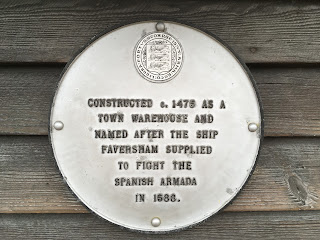 CONSTRUCTED c. 1475 AS A
TOWN WAREHOUSE AND
NAMED AFTER THE SHIP
FAVERSHAM SUPPLIED
TO FIGHT THE
SPANISH ARMADA
IN 1588.